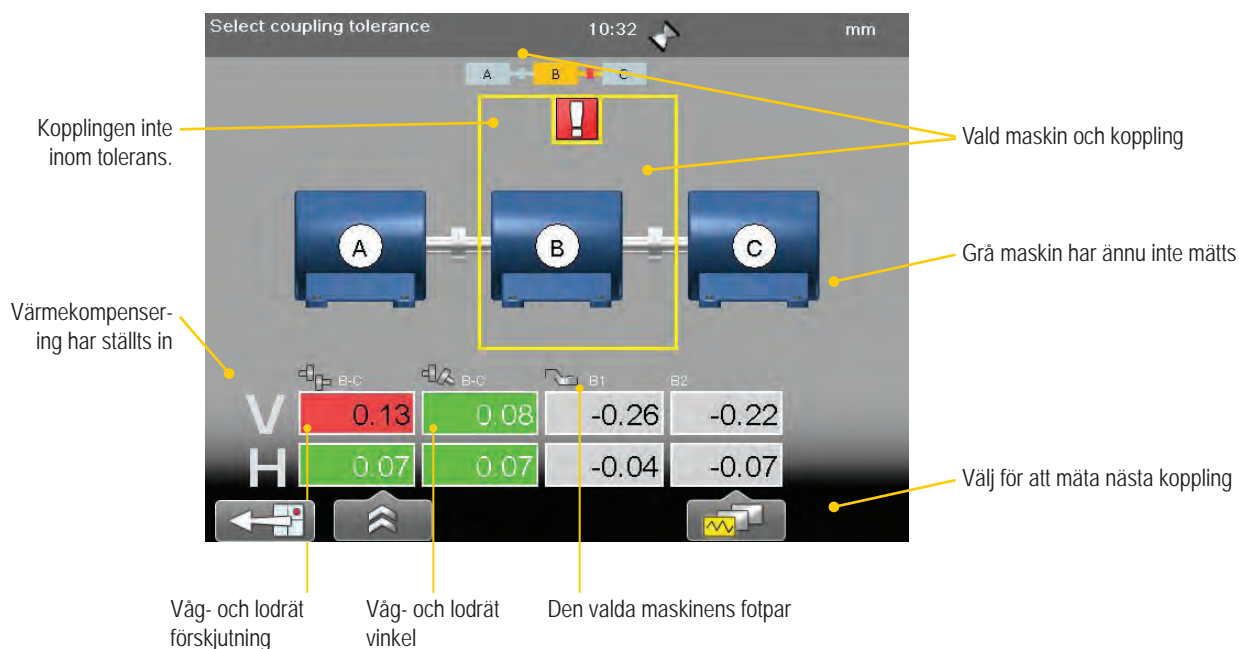 Select coupling tolerance 10:32 mm
A B C
Kopplingen inte
inom tolerans.
Vald maskin och koppling
A B C
Grå maskin har ännu inte mätts
Värmekompenser-
ing har ställts in
B-C B-C B1 B2
V 0.13 0.08 -0.26 -0.22
H 0.07 0.07 -0.04 -0.07
Välj för att mäta nästa koppling
Våg- och lodrät
förskjutning
Våg- och lodrät
vinkel
Den valda maskinens fotpar